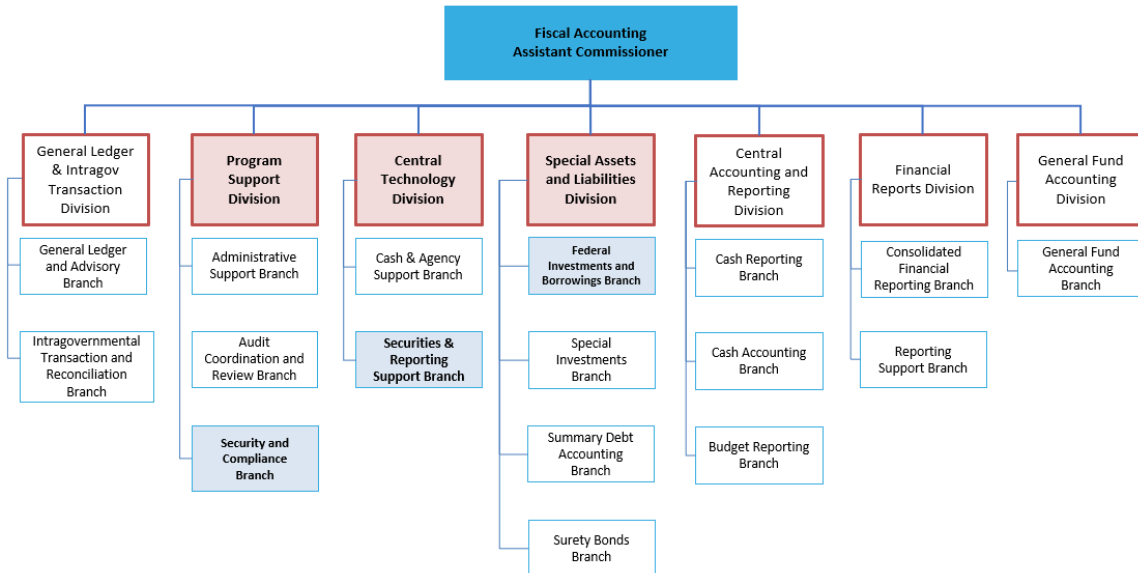 Fiscal Accounting
Assistant Commissioner
General Ledger
& Intragov
Transaction
Division
Program
Support
Division
Central
Technology
Division
Special Assets
and Liabilities
Division
Central
Accounting and
Reporting
Division
Financial
Reports Division
General Fund
Accounting
Division
General Ledger
and Advisory
Branch
Administrative
Support Branch
Cash & Agency
Support Branch
Federal
Investments and
Borrowings Branch
Cash Reporting
Branch
Consolidated
Financial
Reporting Branch
General Fund
Accounting
Branch
Intragovernmental
Transaction and
Reconciliation
Branch
Audit
Coordination and
Review Branch
Securities &
Reporting
Support Branch
Special
Investments
Branch
Cash Accounting
Branch
Reporting
Support Branch
Security and
Compliance
Branch
Summary Debt
Accounting
Branch
Budget Reporting
Branch
Surety Bonds
Branch